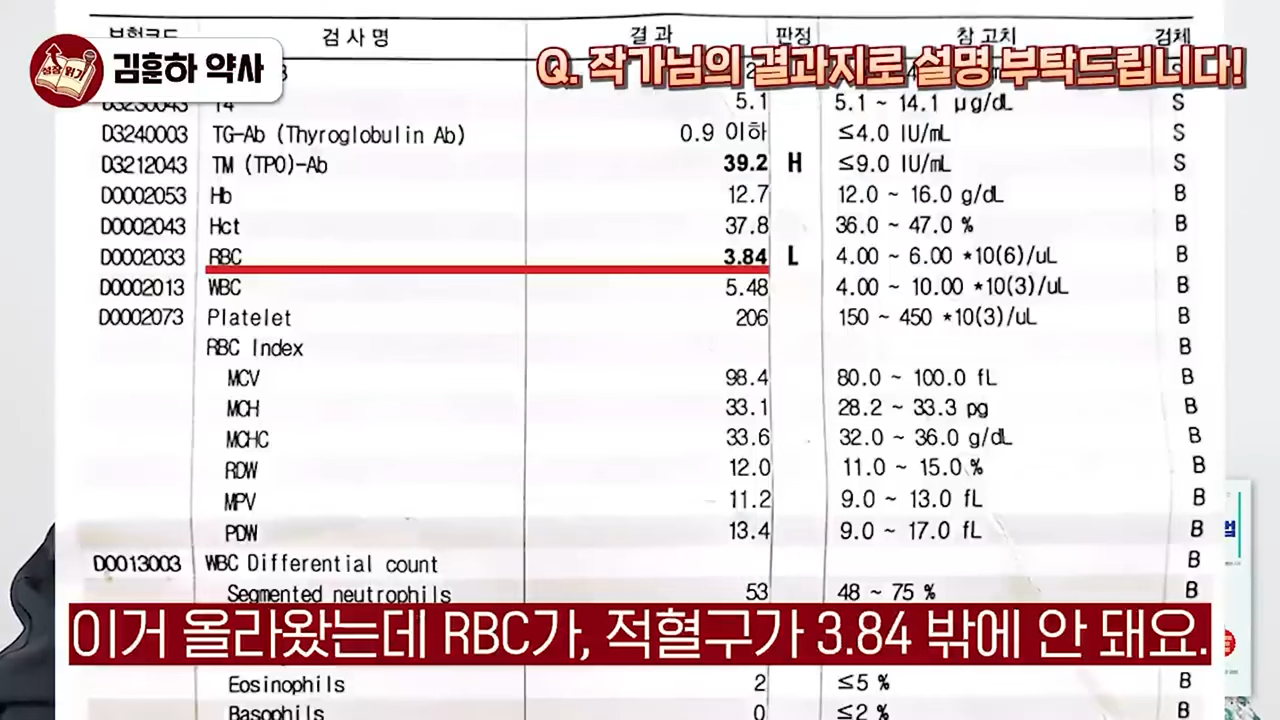 보험코드 검 사 명 결 과 판정 참 고치 검체
성장 읽기
김훈하 약사
Q. 작가님의 결과지로 설명 부탁드립니다!
D3230043 T4 5.1 5.1 ~ 14.1 μg/dL S
D3240003 TG-Ab (Thyroglobulin Ab) 0.9 이하 ≤4.0 IU/mL S
D3212043 TM (TPO)-Ab 39.2 H ≤9.0 IU/mL S
D0002053 Hb 12.7 12.0 ~ 16.0 g/dL B
D0002043 Hct 37.8 36.0 ~ 47.0 % B
D0002033 RBC 3.84 L 4.00 ~ 6.00 *10(6)/uL B
D0002013 WBC 5.48 4.00 ~ 10.00 *10(3)/uL B
D0002073 Platelet 206 150 ~ 450 *10(3)/uL B
RBC Index B
MCV 98.4 80.0 ~ 100.0 fL B
MCH 33.1 28.2 ~ 33.3 pg B
MCHC 33.6 32.0 ~ 36.0 g/dL B
RDW 12.0 11.0 ~ 15.0 % B
MPV 11.2 9.0 ~ 13.0 fL B
PDW 13.4 9.0 ~ 17.0 fL B
법
D0013003 WBC Differential count B
Segmented neutrophils 53 48 ~ 75 % B
이거 올라왔는데 RBC가, 적혈구가 3.84 밖에 안 돼요.
Eosinophils 2 ≤5 % B
Basophils 0 ≤2 % B